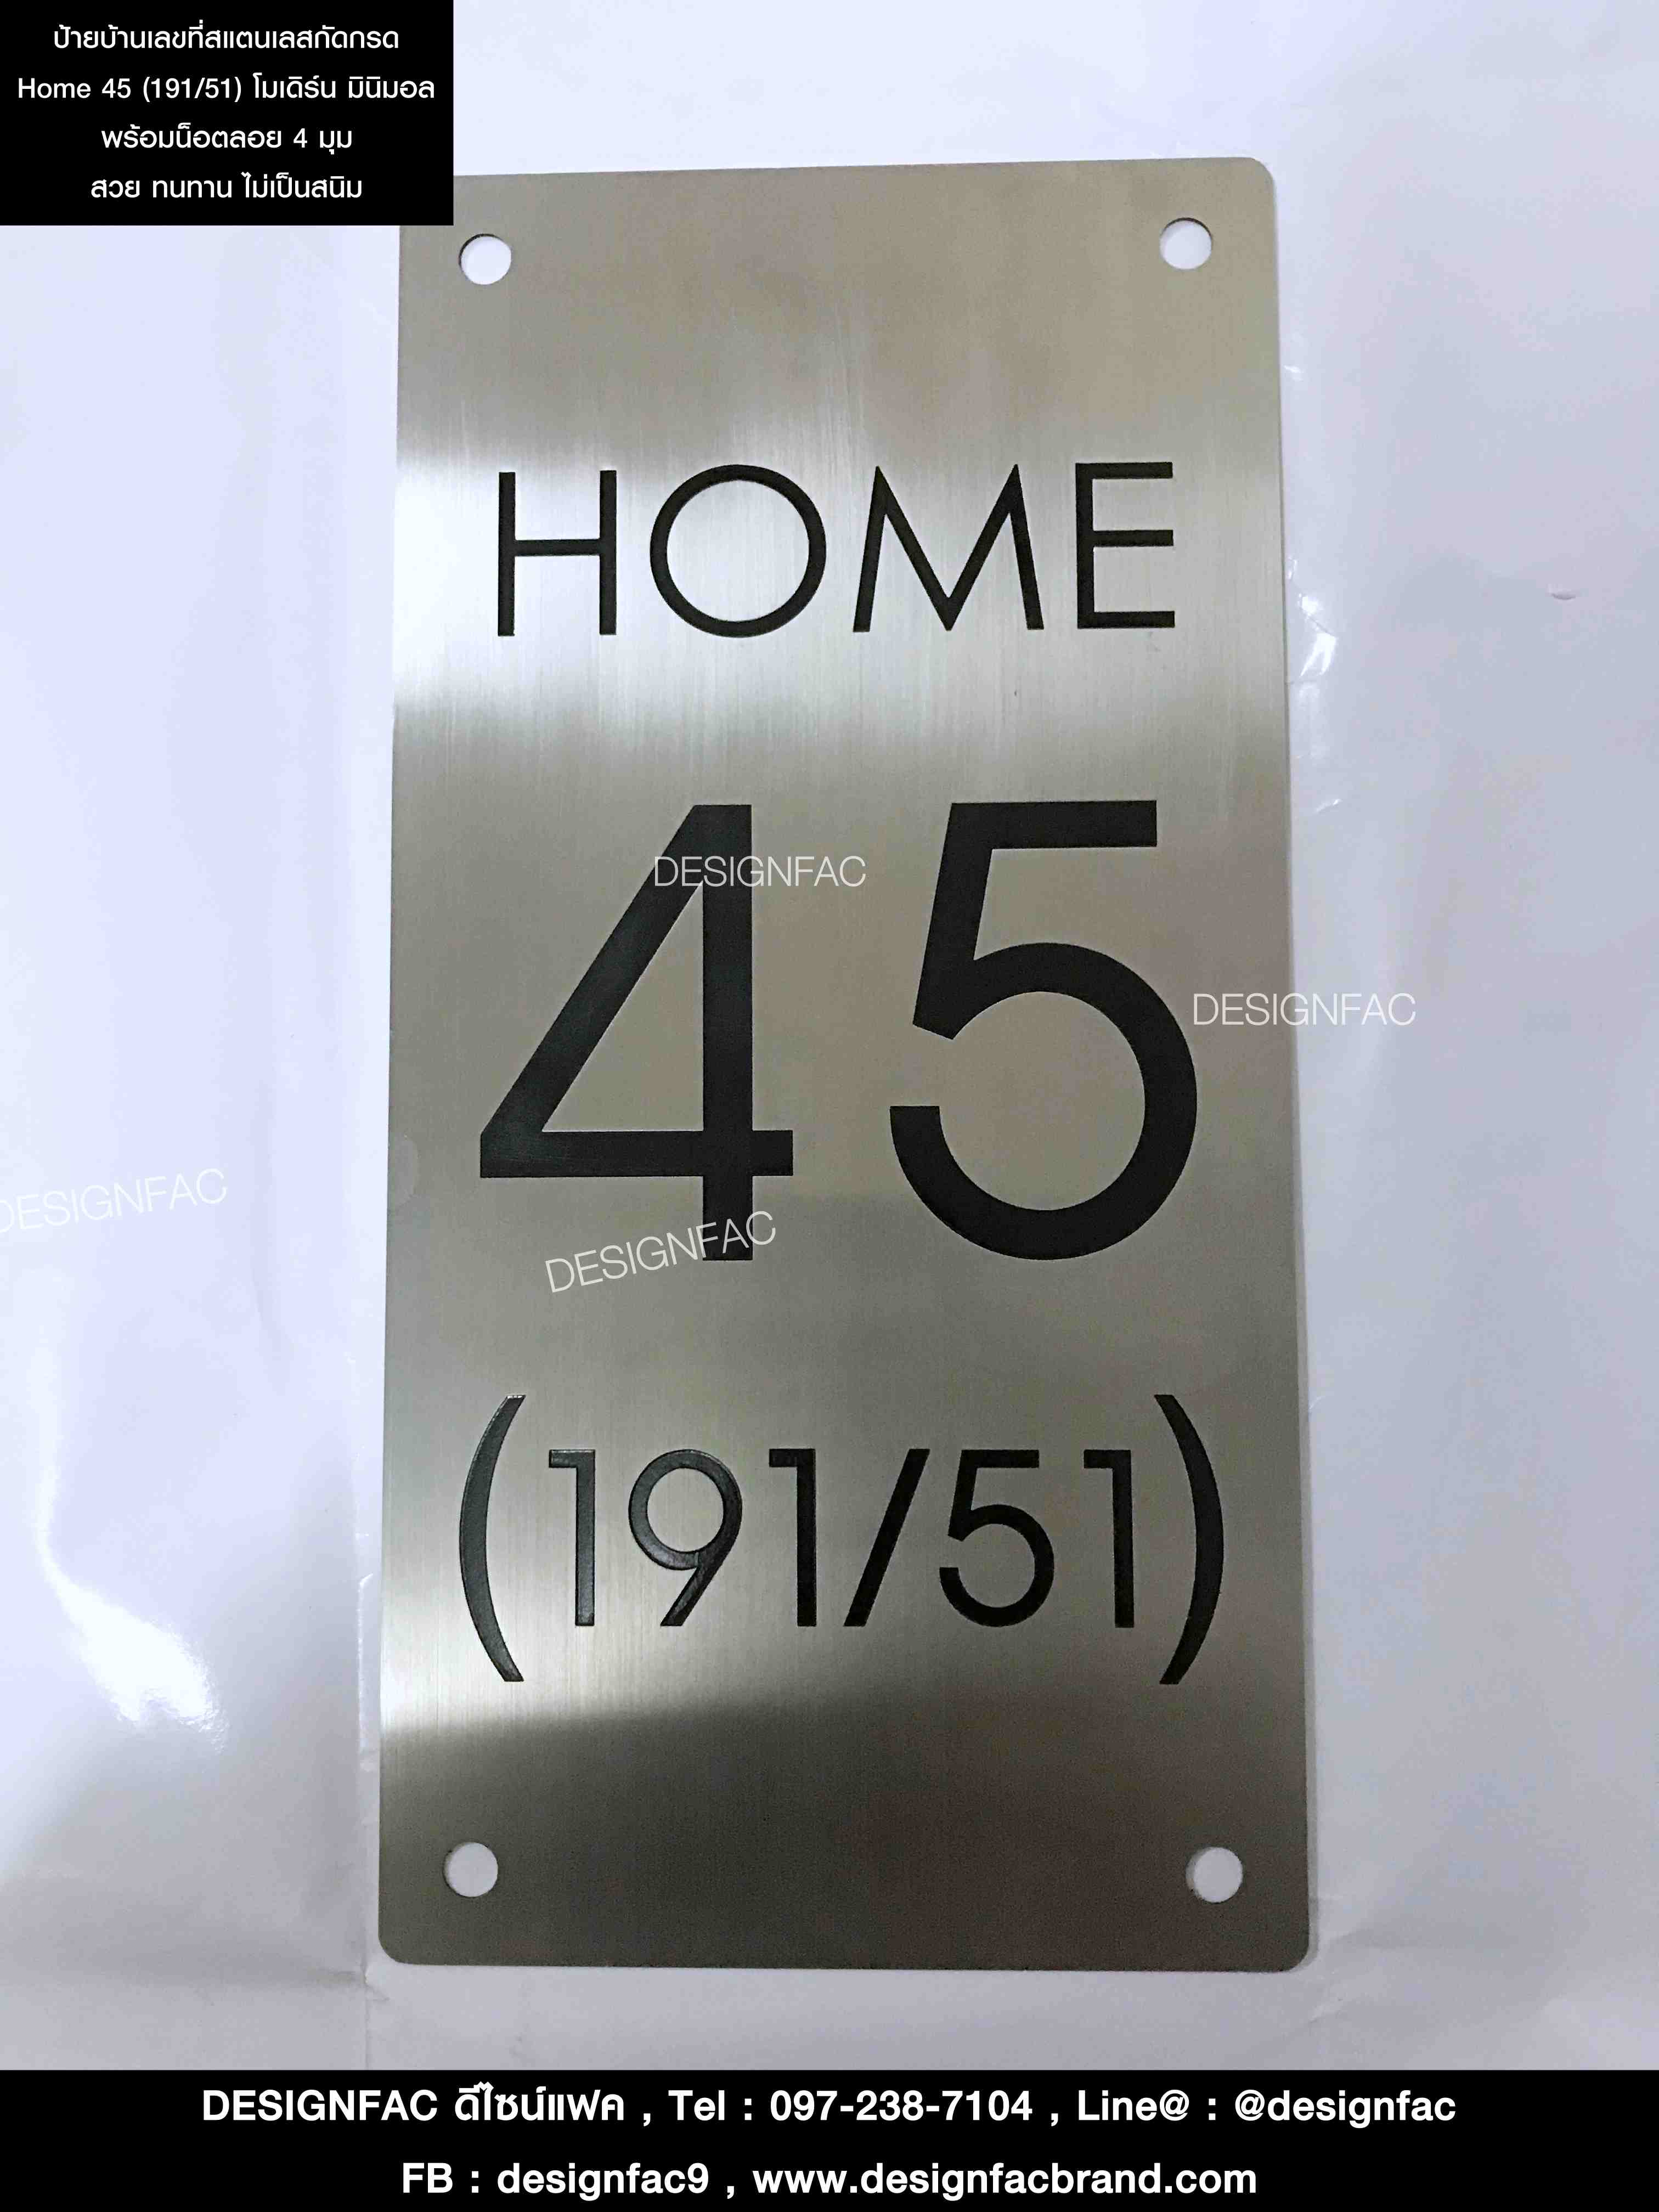 ป้ายบ้านเลขที่สแตนเลสกัดกรด
Home 45 (191/51) โมเดิร์น มินิมอล
พร้อมน็อตลอย 4 มุม
สวย ทนทาน ไม่เป็นสนิม
HOME
45
DESIGNFAC
DESIGNFAC
DESIGNFAC
DESIGNFAC
(191/51)
DESIGNFAC ดีไซน์แฟค , Tel : 097-238-7104 , Line@ : @designfac
FB : designfac9 , www.designfacbrand.com